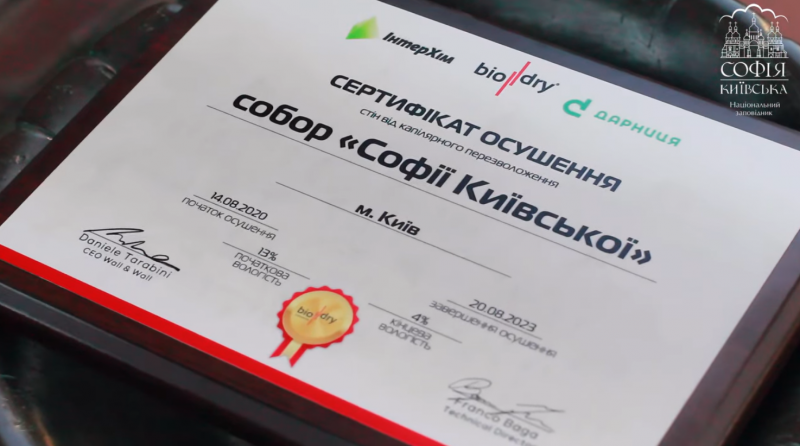 ІнтерХім
bio dry
ДАРНИЦЯ
СОФІЯ
КИЇВСЬКА
Національний
заповідник
СЕРТИФІКАТ ОСУШЕННЯ
стін від капілярного перезволоження
собор «Софії Київської»
м. Київ
14.08.2020
початок осушення
20.08.2023
завершення осушення
13%
початкова
вологість
4%
кінцева
вологість
Daniele Tarabini
CEO Wall & Wall
bio dry
Franco Baga
Technical Director